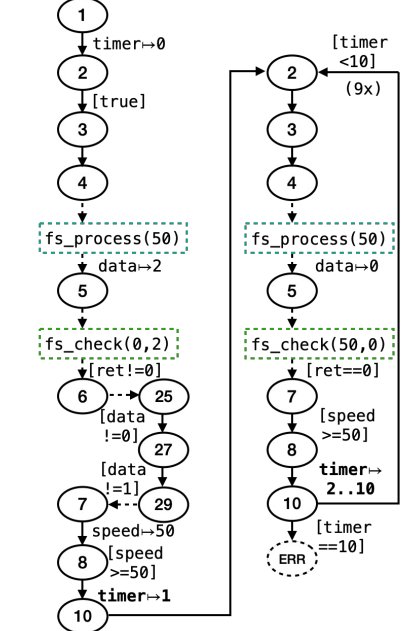 1
timer↦0
2
[true]
3
4
fs_process(50)
data↦2
5
fs_check(0,2)
[ret!=0]
6
25
[data
!=0]
27
[data
!=1]
7
29
speed↦50
8
[speed
>=50]
timer↦1
10
[timer
<10]
2
(9x)
3
4
fs_process(50)
data↦0
5
fs_check(50,0)
[ret==0]
7
[speed
>=50]
8
timer↦
2..10
10
[timer
==10]
ERR